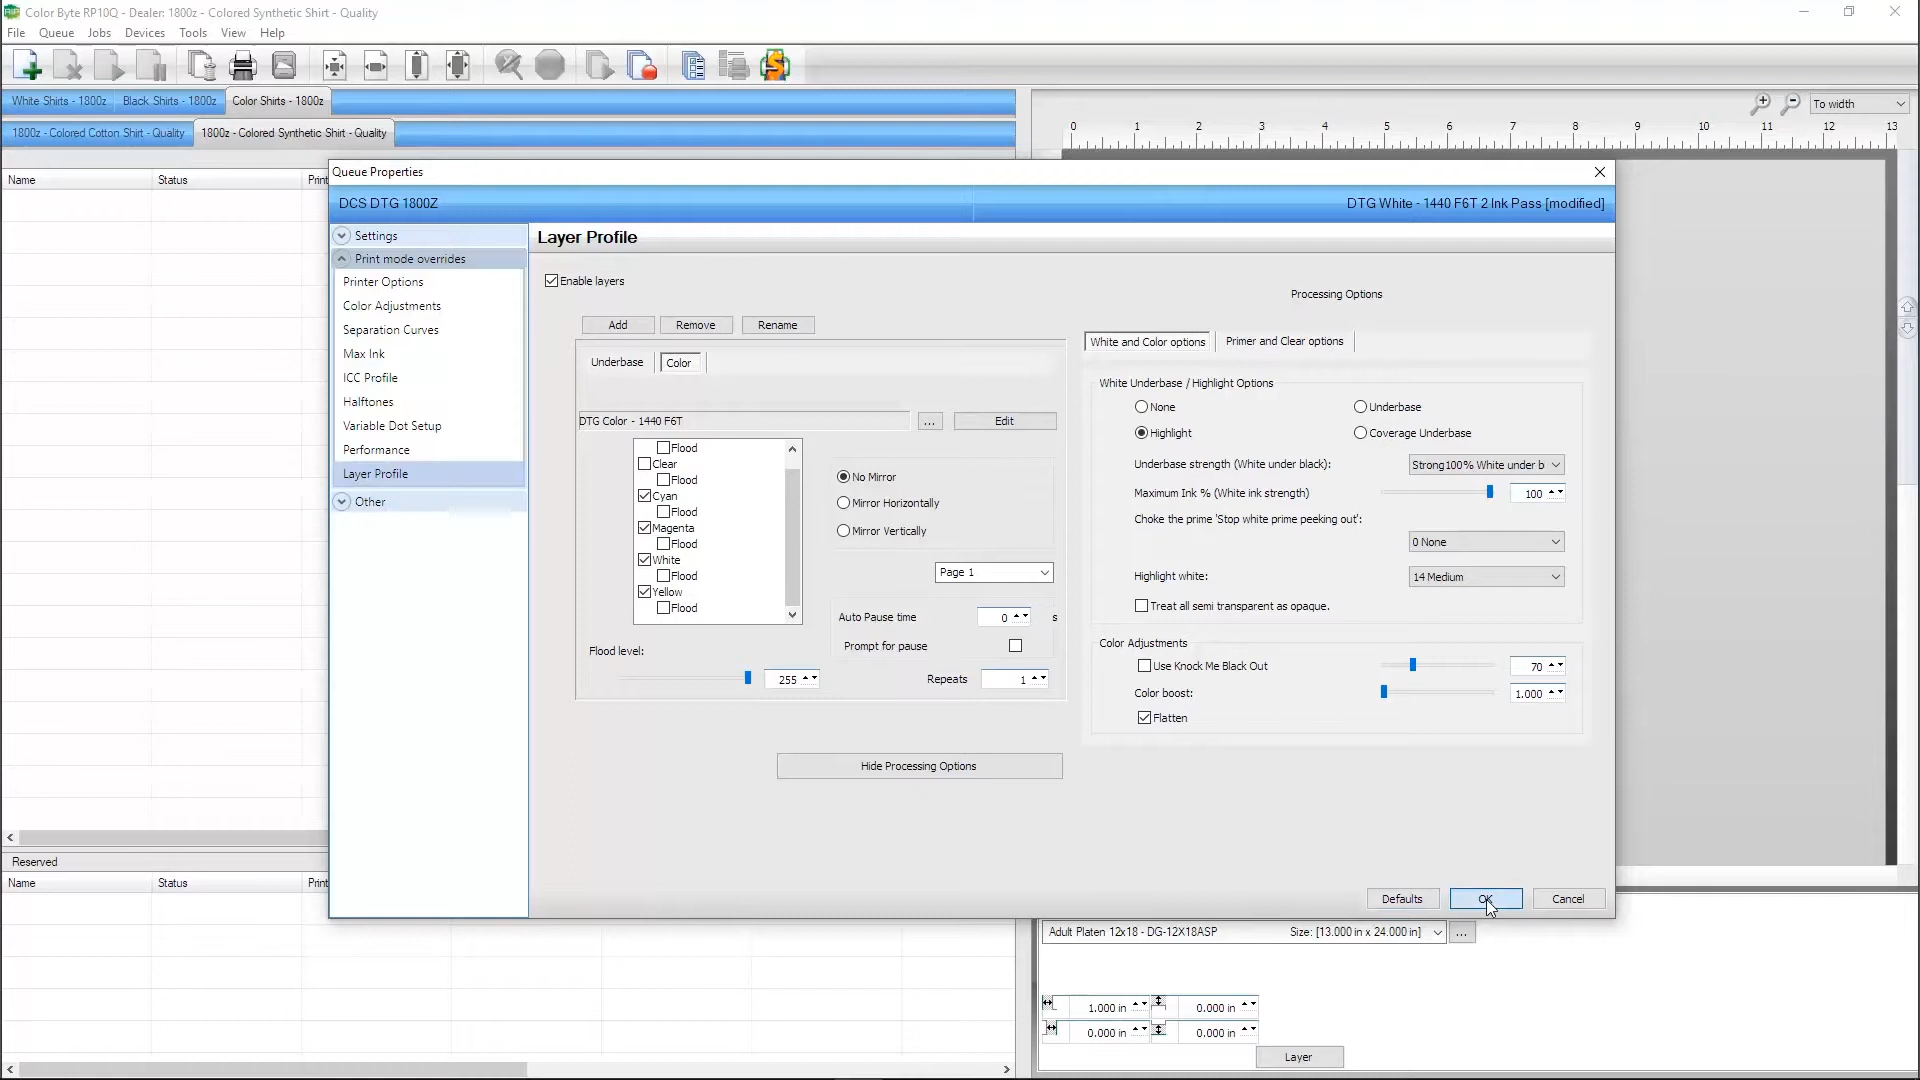 Color Byte RP10Q - Dealer: 1800z - Colored Synthetic Shirt - Quality
File Queue Jobs Devices Tools View Help
White Shirts - 1800z Black Shirts - 1800z Color Shirts - 1800z
To width
1800z - Colored Cotton Shirt - Quality 1800z - Colored Synthetic Shirt - Quality
0 1 2 3 4 5 6 7 8 9 10 11 12 13
Name Status Print
Queue Properties
DCS DTG 1800Z
DTG White - 1440 F6T 2 Ink Pass [modified]
Settings
Print mode overrides
Printer Options
Color Adjustments
Separation Curves
Max Ink
ICC Profile
Halftones
Variable Dot Setup
Performance
Layer Profile
Other
Layer Profile
Enable layers
Add Remove Rename
Underbase Color
DTG Color - 1440 F6T ... Edit
Flood
Clear
Flood
Cyan
Flood
Magenta
Flood
White
Flood
Yellow
Flood
Flood level:
255
No Mirror
Mirror Horizontally
Mirror Vertically
Page 1
Auto Pause time 0 s
Prompt for pause
Repeats 1
Hide Processing Options
Processing Options
White and Color options Primer and Clear options
White Underbase / Highlight Options
None Underbase
Highlight Coverage Underbase
Underbase strength (White under black): Strong100% White under b
Maximum Ink % (White ink strength) 100
Choke the prime 'Stop white prime peeking out':
0 None
Highlight white: 14 Medium
Treat all semi transparent as opaque.
Color Adjustments
Use Knock Me Black Out 70
Color boost: 1.000
Flatten
Defaults OK Cancel
Reserved
Name Status Print
Adult Platen 12x18 - DG-12X18ASP Size: [13.000 in x 24.000 in] ...
1.000 in 0.000 in
0.000 in 0.000 in
Layer